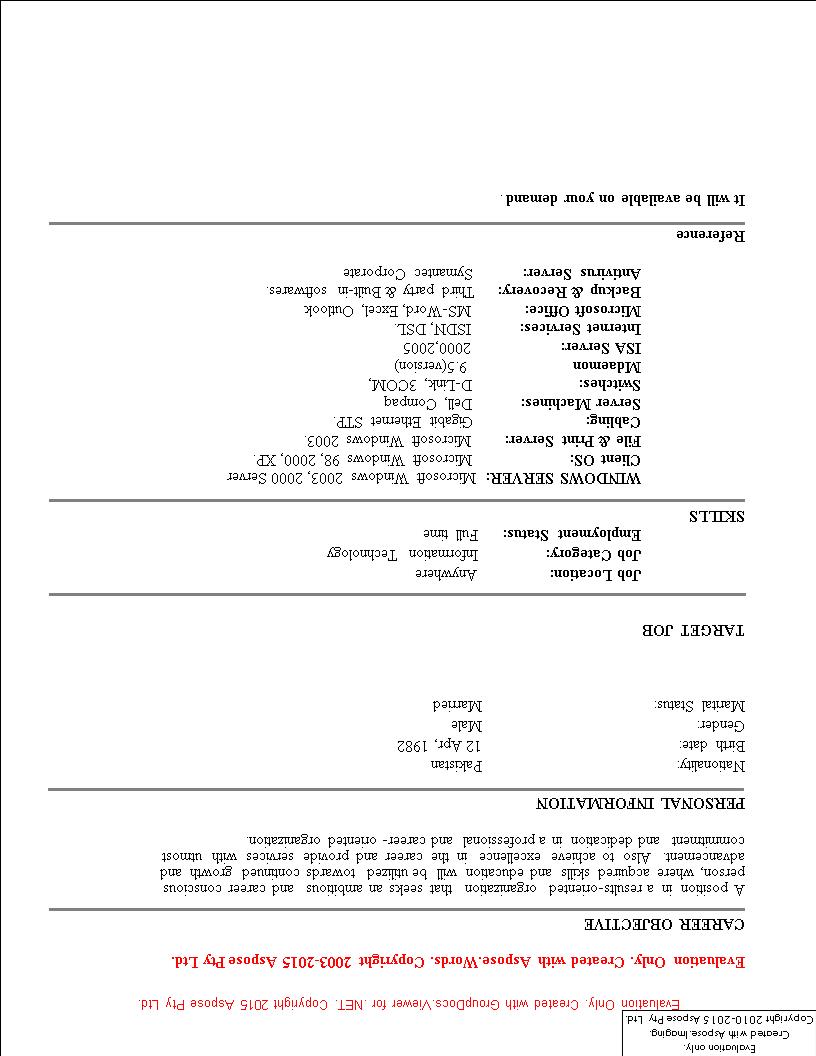 Evaluation only.
Created with Aspose.Imaging.
Copyright 2010-2015 Aspose Pty Ltd.
Evaluation Only. Created with GroupDocs.Viewer for .NET. Copyright 2015 Aspose Pty Ltd.
Evaluation Only. Created with Aspose.Words. Copyright 2003-2015 Aspose Pty Ltd.
CAREER OBJECTIVE
A position in a results-oriented organization that seeks an ambitious and career conscious
person, where acquired skills and education will be utilized towards continued growth and
advancement. Also to achieve excellence in the career and provide services with utmost
commitment and dedication in a professional and career- oriented organization.
PERSONAL INFORMATION
Nationality: Pakistan
Birth date: 12 Apr, 1982
Gender: Male
Marital Status: Married
TARGET JOB
Job Location: Anywhere
Job Category: Information Technology
Employment Status: Full time
SKILLS
WINDOWS SERVER: Microsoft Windows 2003, 2000 Server
Client OS: Microsoft Windows 98, 2000, XP.
File & Print Server: Microsoft Windows 2003.
Cabling: Gigabit Ethernet STP.
Server Machines: Dell, Compaq
Switches: D-Link, 3COM,
Mdaemon 9.5(version)
ISA Server: 2000,2005
Internet Services: ISDN, DSL.
Microsoft Office: MS-Word, Excel, Outlook.
Backup & Recovery: Third party & Built-in softwares.
Antivirus Server: Symantec Corporate
Reference
It will be available on your demand.